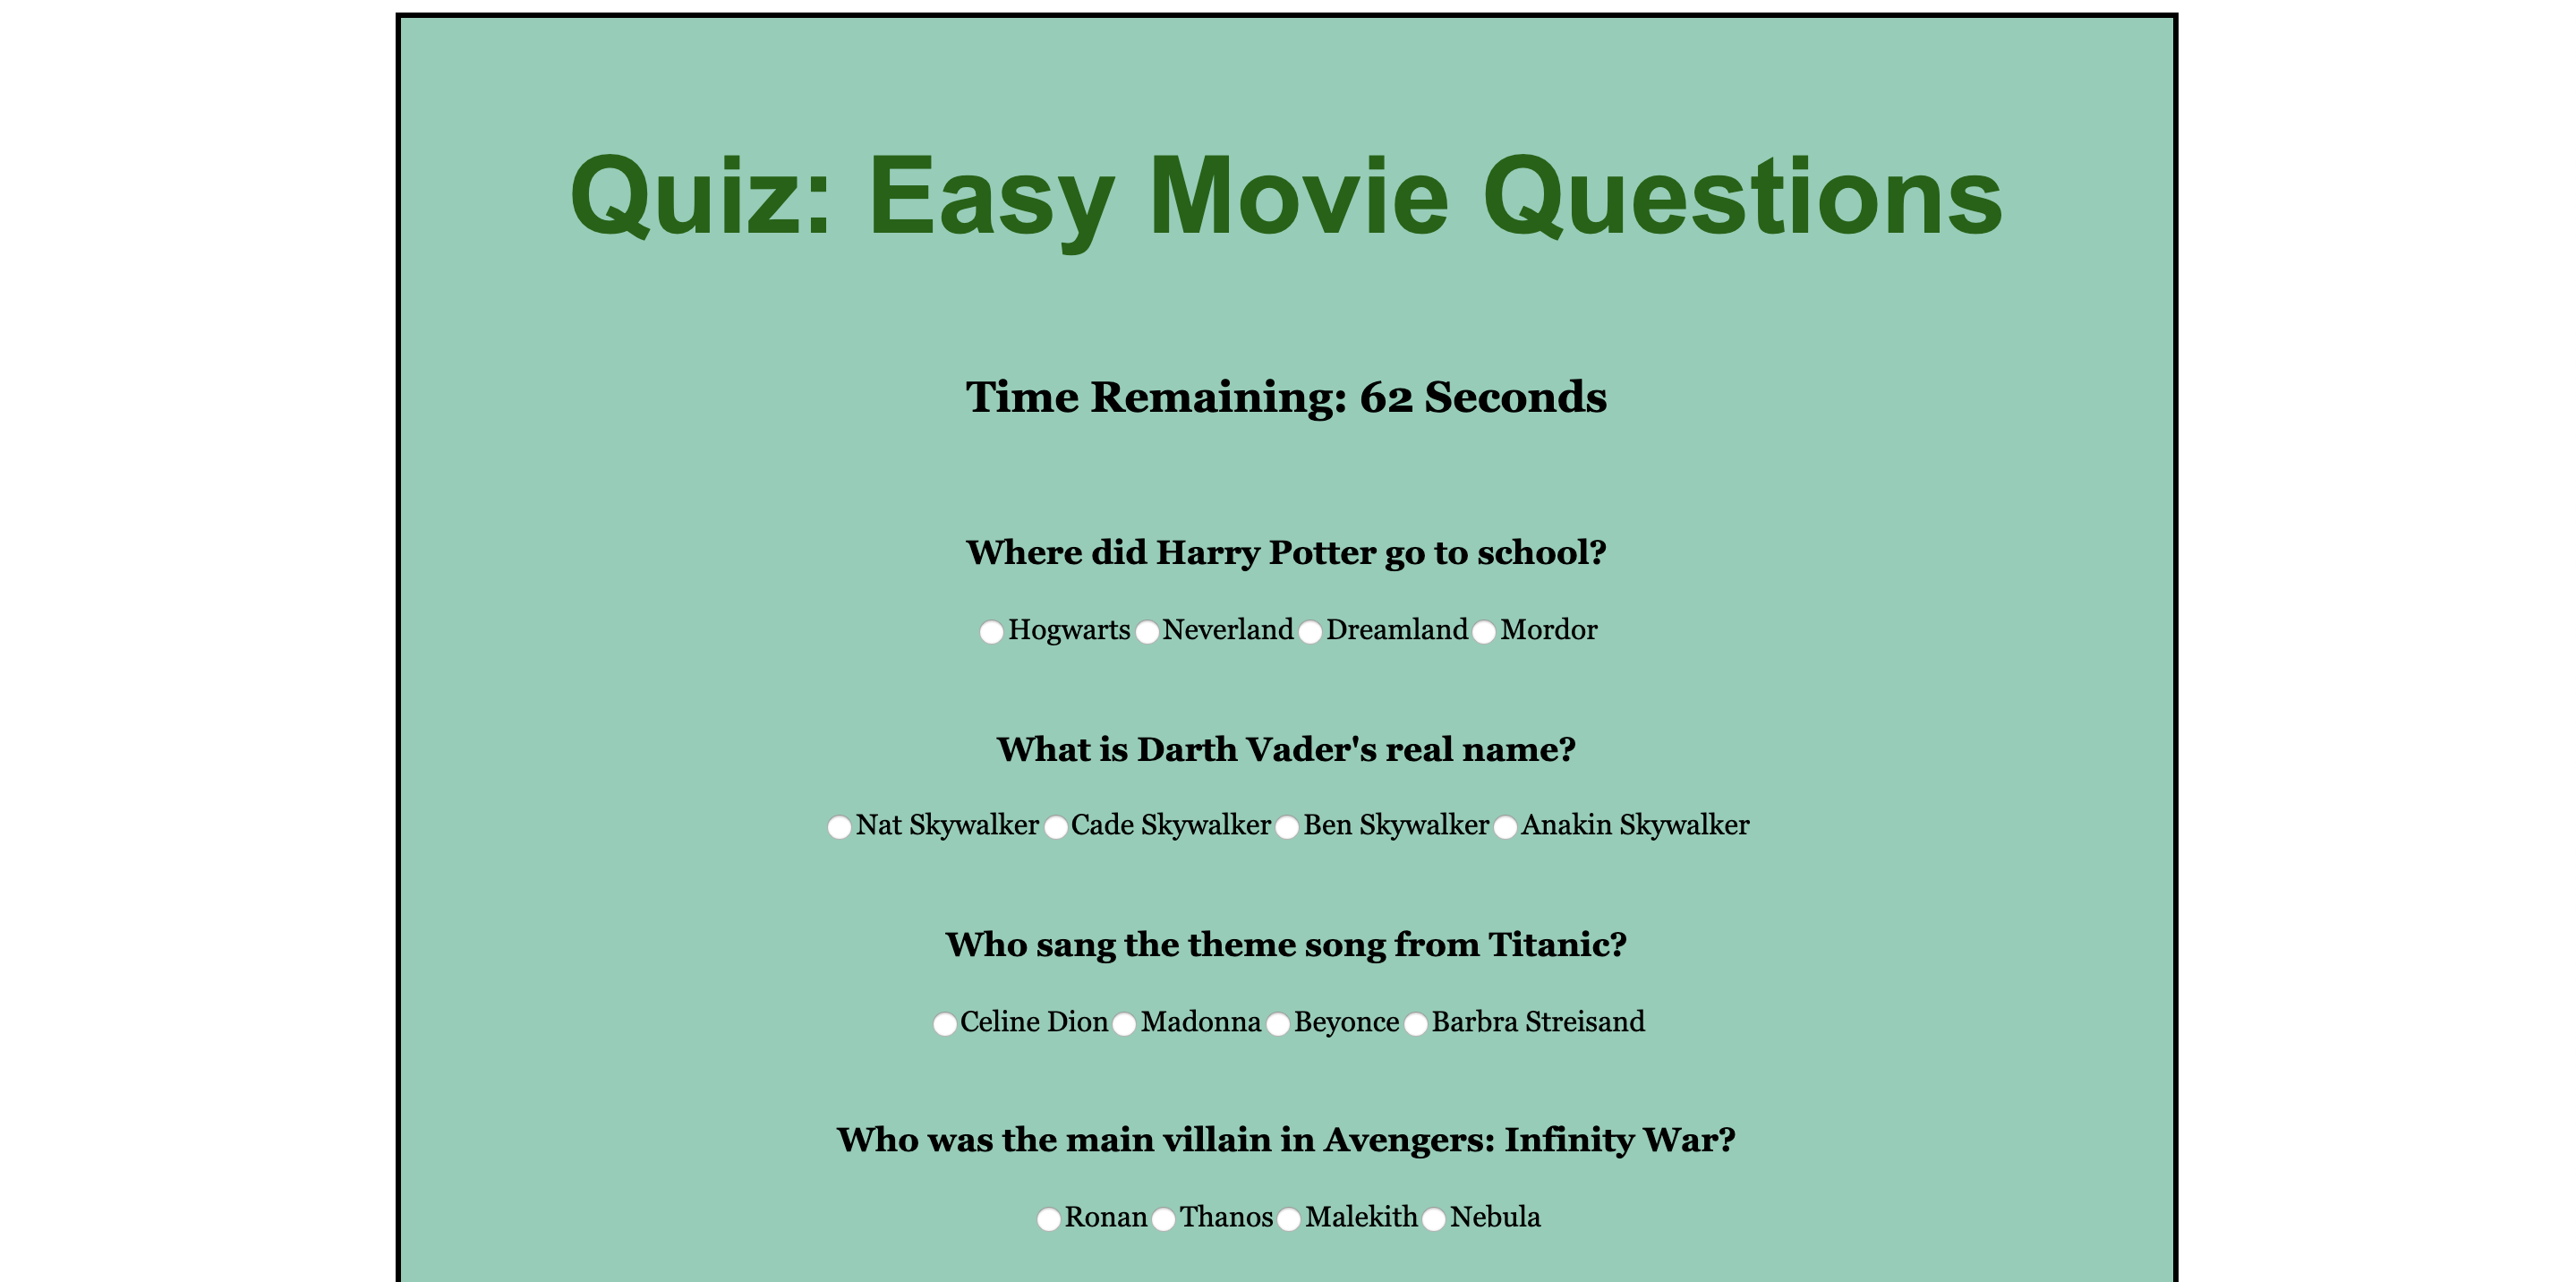 Quiz: Easy Movie Questions
Time Remaining: 62 Seconds
Where did Harry Potter go to school?
Hogwarts Neverland Dreamland Mordor
What is Darth Vader's real name?
Nat Skywalker Cade Skywalker Ben Skywalker Anakin Skywalker
Who sang the theme song from Titanic?
Celine Dion Madonna Beyonce Barbra Streisand
Who was the main villain in Avengers: Infinity War?
Ronan Thanos Malekith Nebula